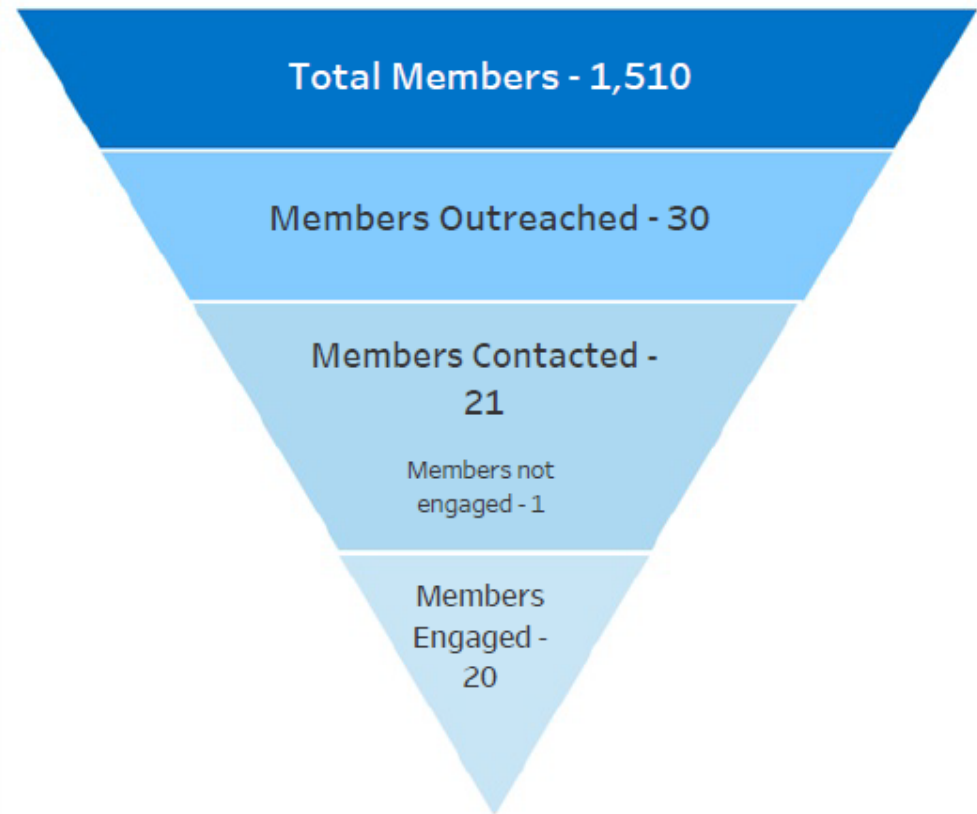 Total Members - 1,510
Members Outreached - 30
Members Contacted -
21
Members not
engaged - 1
Members
Engaged -
20